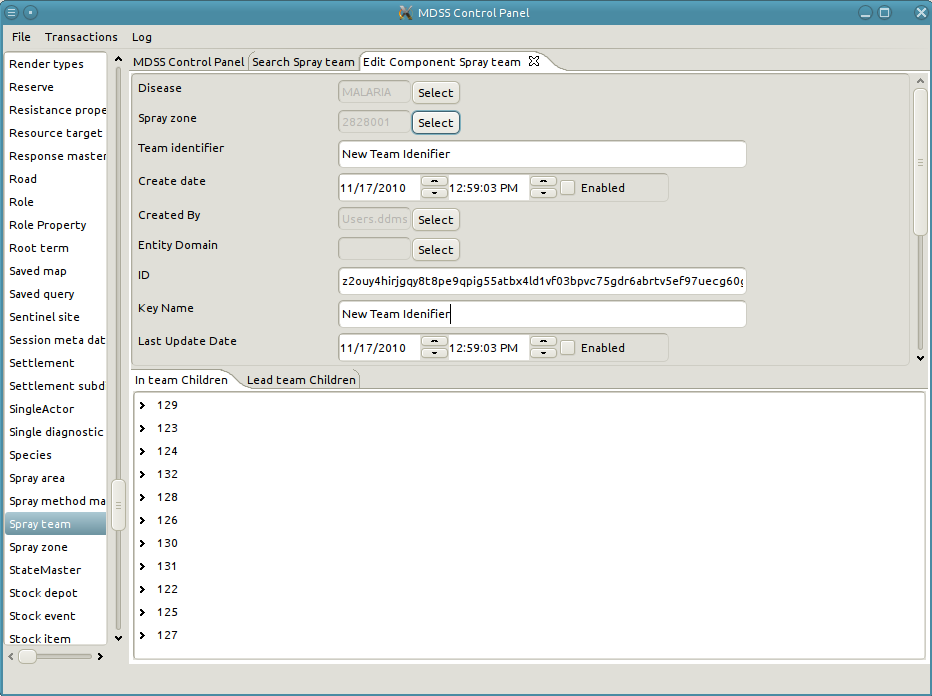 MDSS Control Panel
File Transactions Log
Render types
Reserve
Resistance prope
Resource target
Response master
Road
Role
Role Property
Root term
Saved map
Saved query
Sentinel site
Session meta dat
Settlement
Settlement subd
SingleActor
Single diagnostic
Species
Spray area
Spray method ma
Spray team
Spray zone
StateMaster
Stock depot
Stock event
Stock item
MDSS Control Panel Search Spray team Edit Component Spray team
Disease MALARIA Select
Spray zone 2828001 Select
Team identifier New Team Idenifier
Create date 11/17/2010 12:59:03 PM Enabled
Created By Users.ddms Select
Entity Domain Select
ID z2ouy4hirjgqy8t8pe9qpig55atbx4ld1vf03bpvc75gdr6abrtv5ef97uecg60g
Key Name New Team Idenifier
Last Update Date 11/17/2010 12:59:03 PM Enabled
In team Children Lead team Children
129
123
124
132
128
126
130
131
122
125
127